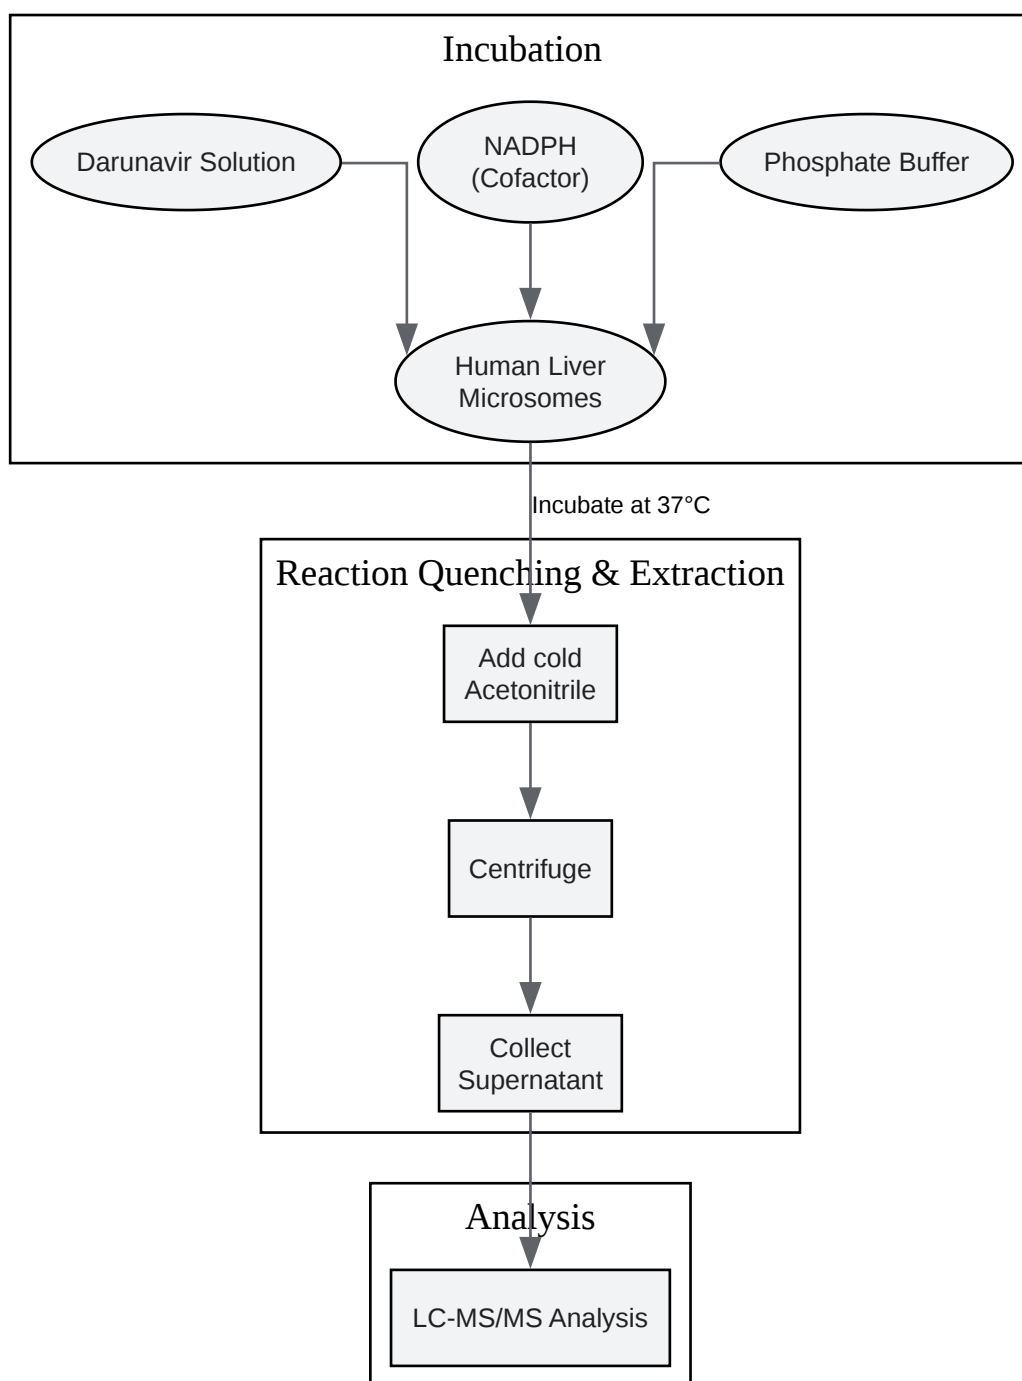 Incubation
Darunavir Solution
NADPH
(Cofactor)
Phosphate Buffer
Human Liver
Microsomes
Incubate at 37°C
Reaction Quenching & Extraction
Add cold
Acetonitrile
Centrifuge
Collect
Supernatant
Analysis
LC-MS/MS Analysis